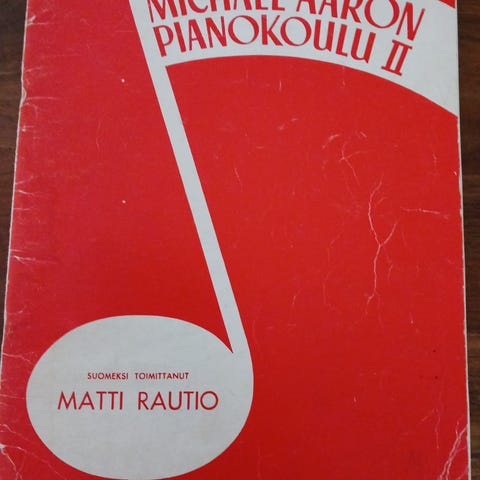 MICHAEL AARON
PIANOKOULU II
SUOMEKSI TOIMITTANUT
MATTI RAUTIO